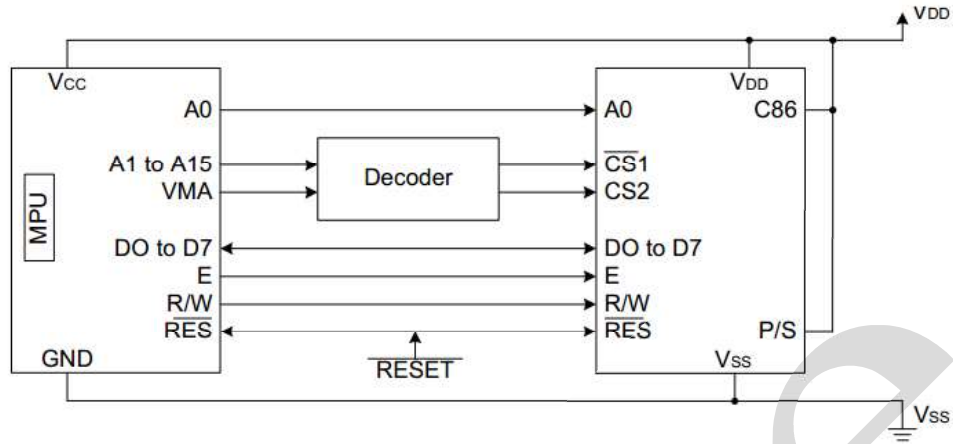 VDD
VCC
VDD
A0
A0
C86
A1 to A15
Decoder
CS1
VMA
CS2
MPU
DO to D7
DO to D7
E
E
R/W
R/W
RES
RES
P/S
GND
RESET
VSS
VSS